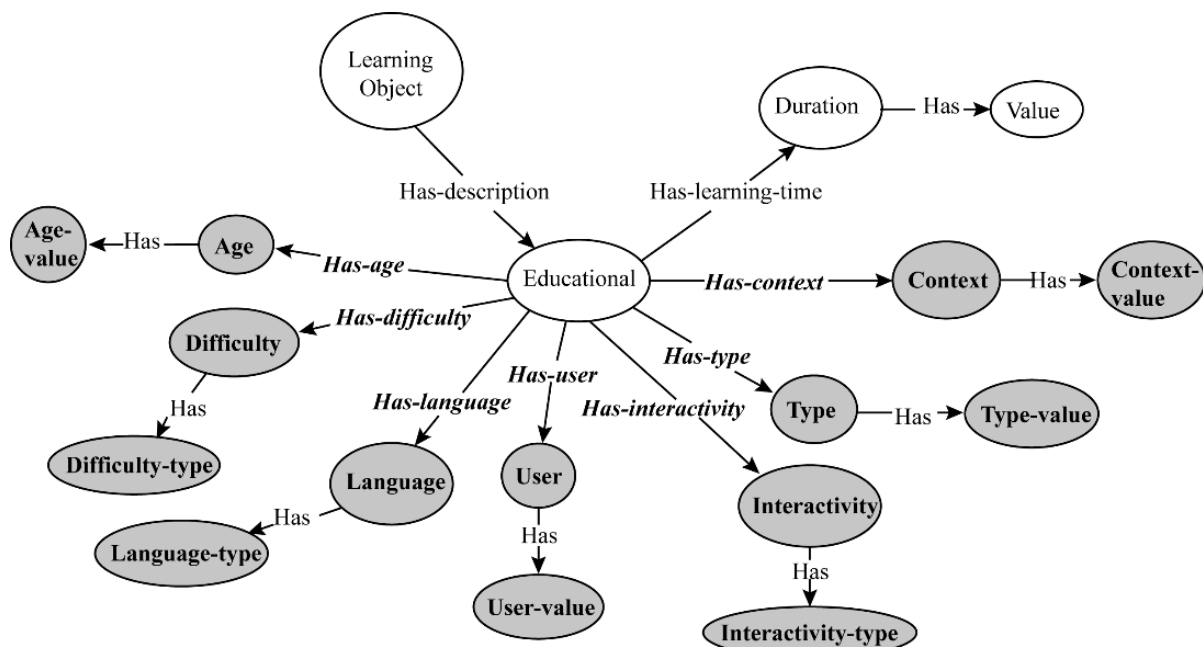 Learning
Object
Duration
Has
Value
Has-description
Has-learning-time
Age-
value
Has
Age
Has-age
Educational
Has-context
Context
Has
Context-
value
Has-difficulty
Difficulty
Has-type
Has-user
Has
Has-language
Has-interactivity
Type
Has
Type-value
Difficulty-type
Language
User
Interactivity
Has
Language-type
Has
Has
User-value
Interactivity-type